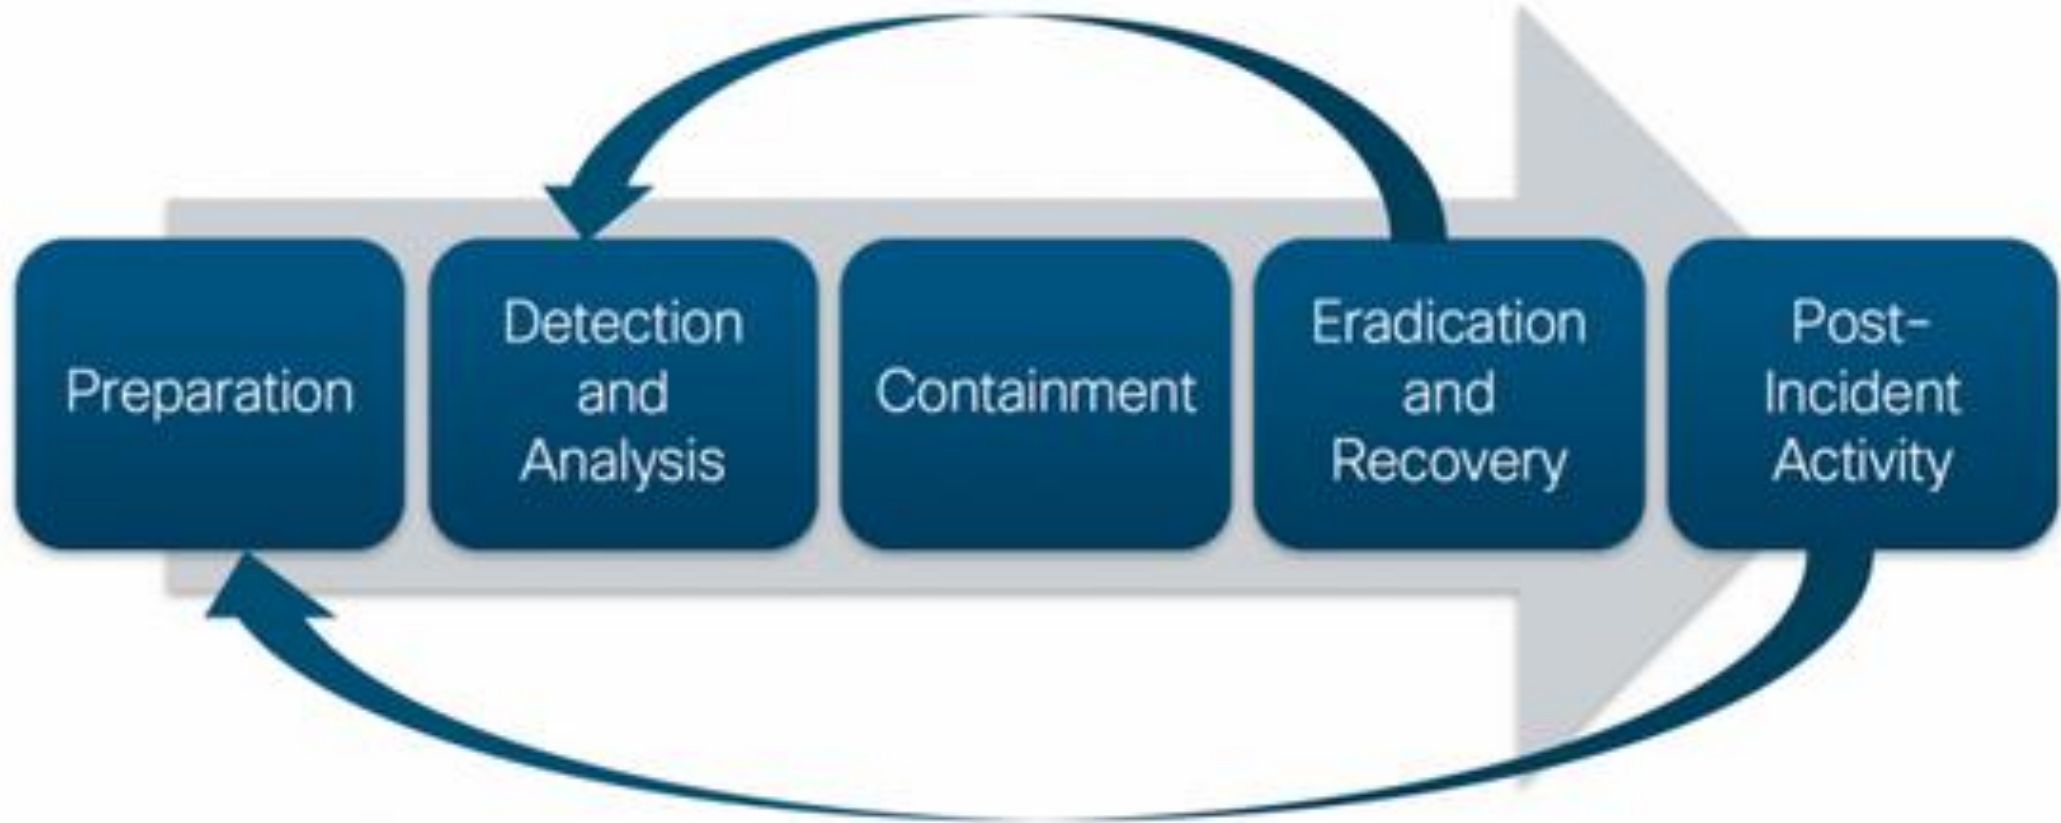 Preparation
Detection
and
Analysis
Containment
Eradication
and
Recovery
Post-
Incident
Activity